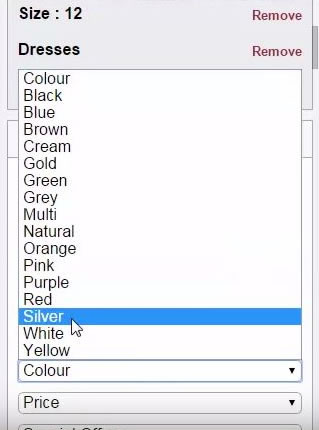 Size : 12 Remove
Dresses Remove
Colour
Black
Blue
Brown
Cream
Gold
Green
Grey
Multi
Natural
Orange
Pink
Purple
Red
Silver
White
Yellow
Colour
Price